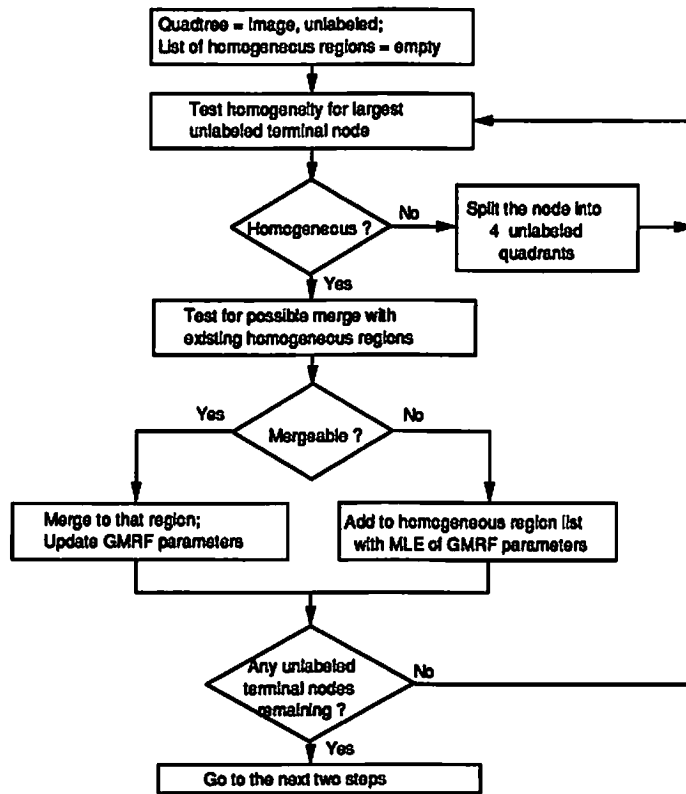 Quadtree = Image, unlabeled;
List of homogeneous regions = empty
Test homogeneity for largest
unlabeled terminal node
Homogeneous ?
No
Split the node into
4 unlabeled
quadrants
Yes
Test for possible merge with
existing homogeneous regions
Yes
No
Mergeable ?
Merge to that region;
Update GMRF parameters
Add to homogeneous region list
with MLE of GMRF parameters
Any unlabeled
terminal nodes
remaining ?
No
Yes
Go to the next two steps